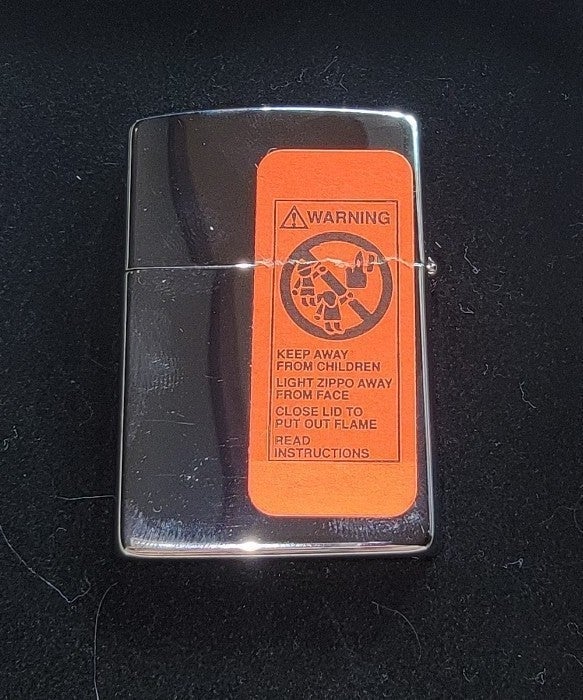 WARNING
KEEP AWAY
FROM CHILDREN
LIGHT ZIPPO AWAY
FROM FACE
CLOSE LID TO
PUT OUT FLAME
READ
INSTRUCTIONS